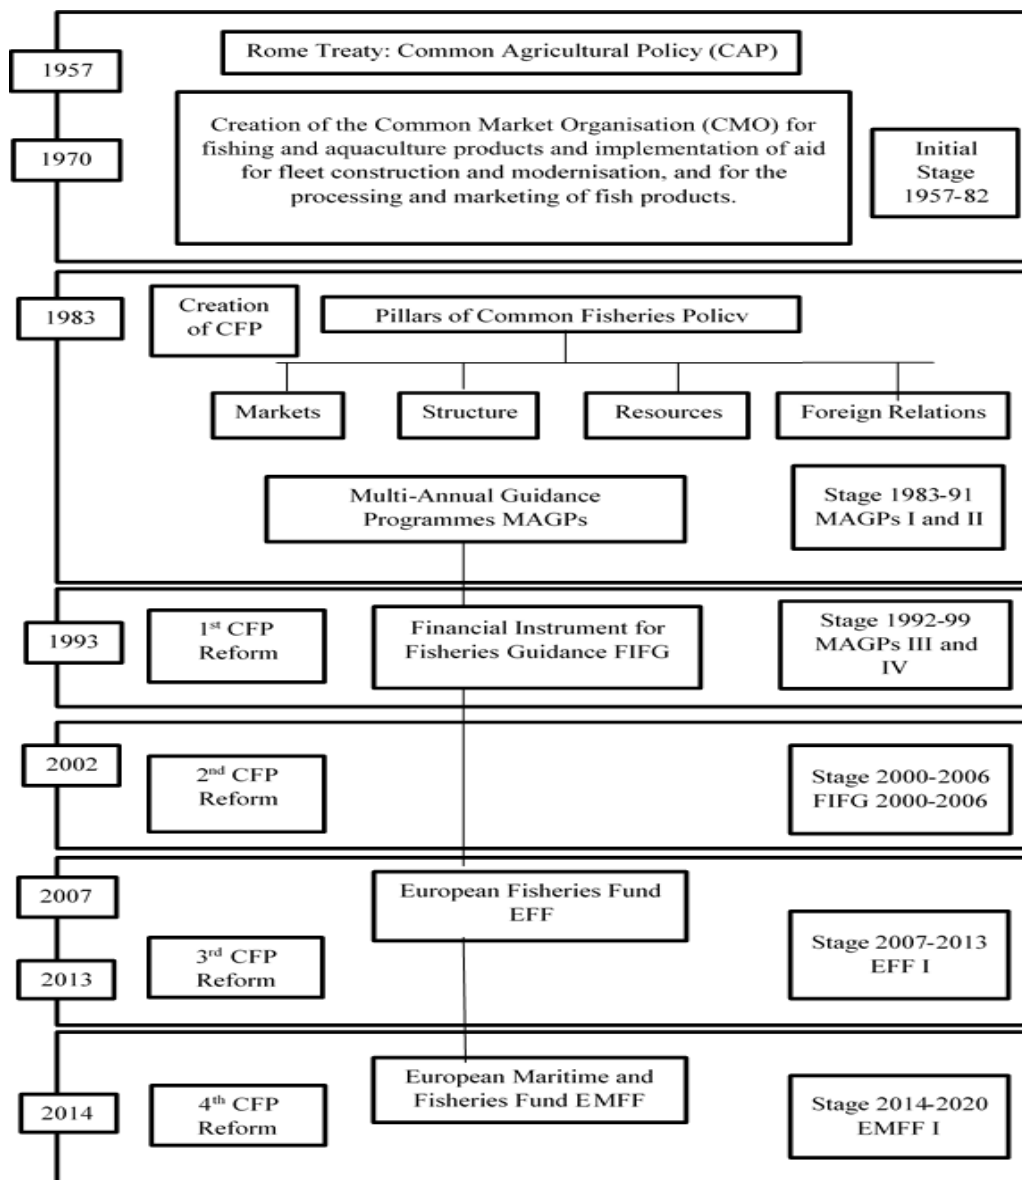 Rome Treaty: Common Agricultural Policy (CAP)
1957
Creation of the Common Market Organisation (CMO) for
fishing and aquaculture products and implementation of aid
for fleet construction and modernisation, and for the
processing and marketing of fish products.
1970
Initial
Stage
1957-82
1983
Creation
of CFP
Pillars of Common Fisheries Policy
Markets
Structure
Resources
Foreign Relations
Multi-Annual Guidance
Programmes MAGPs
Stage 1983-91
MAGPs I and II
1993
1st CFP
Reform
Financial Instrument for
Fisheries Guidance FIFG
Stage 1992-99
MAGPs III and
IV
2002
2nd CFP
Reform
Stage 2000-2006
FIFG 2000-2006
2007
European Fisheries Fund
EFF
2013
3rd CFP
Reform
Stage 2007-2013
EFF I
2014
4th CFP
Reform
European Maritime and
Fisheries Fund EMFF
Stage 2014-2020
EMFF I